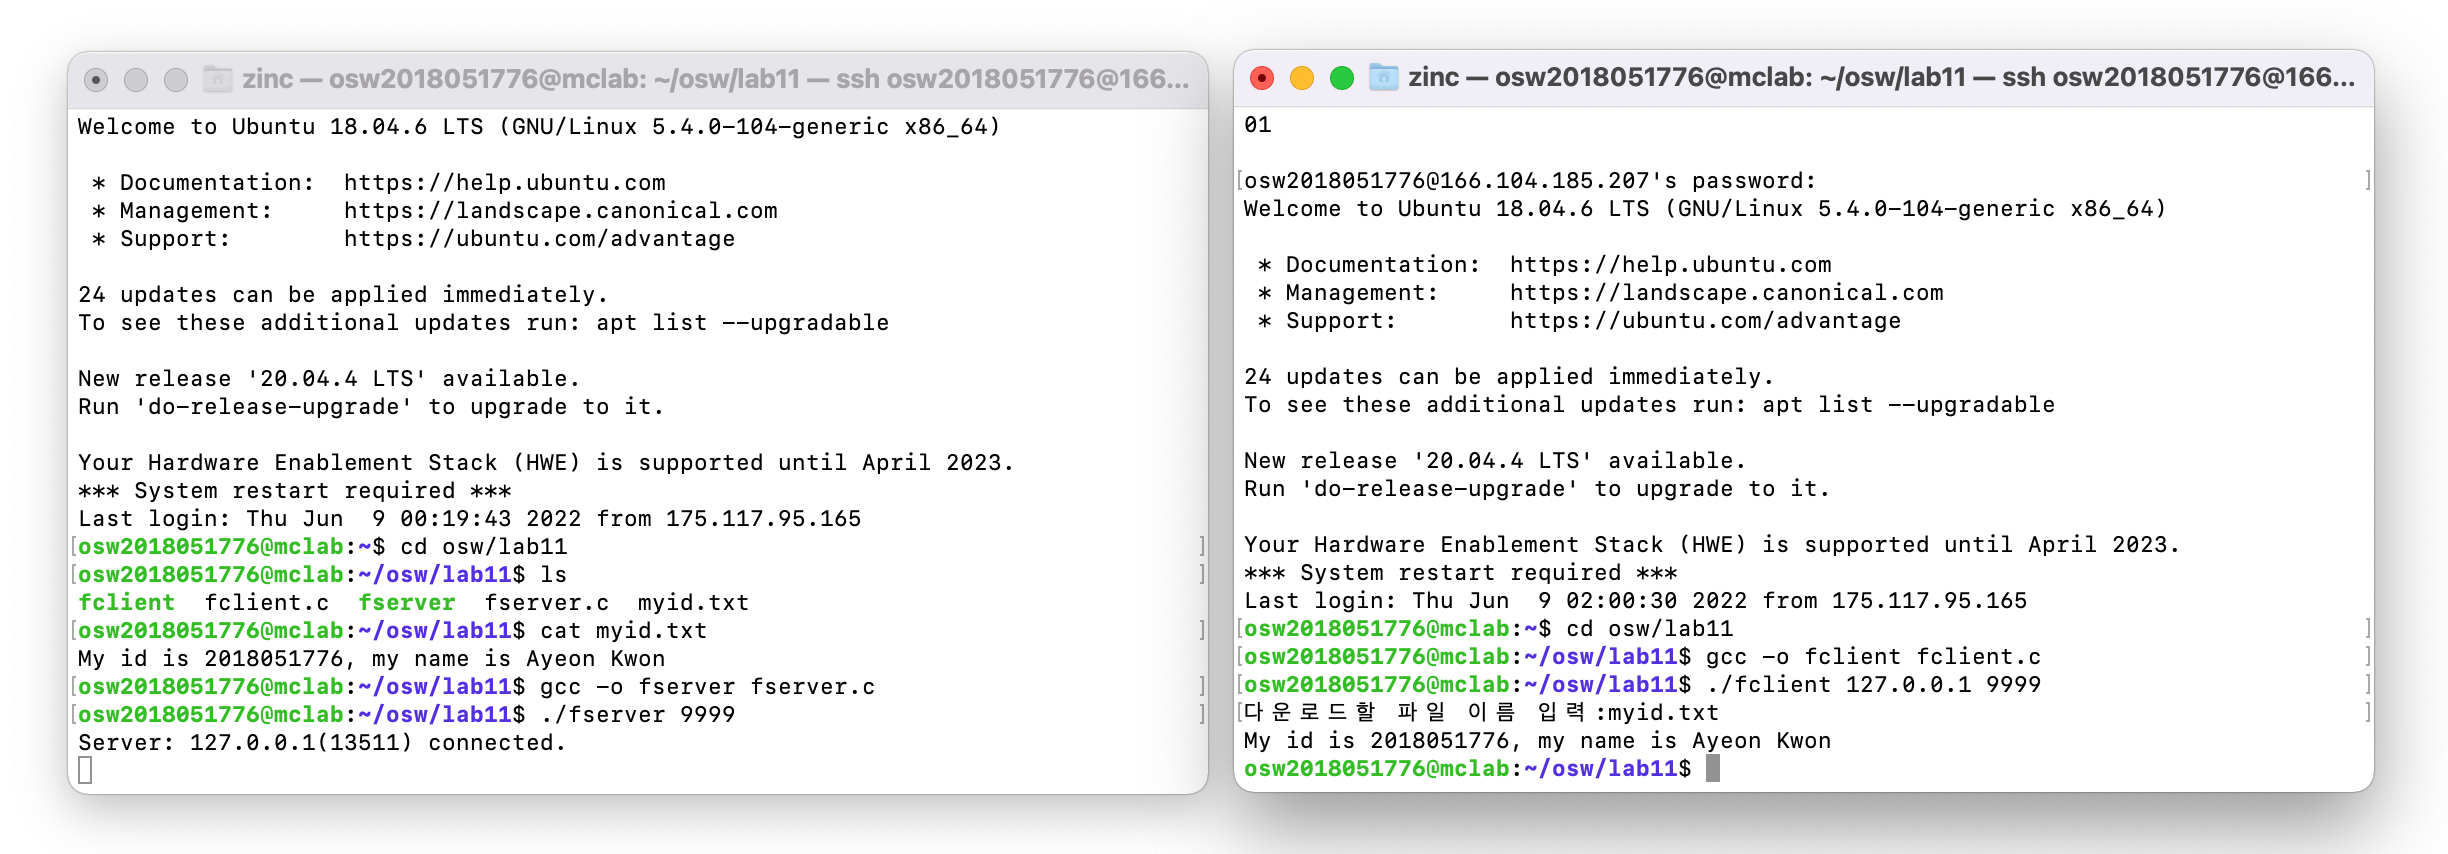 zinc — osw2018051776@mclab: ~/osw/lab11 — ssh osw2018051776@166...
Welcome to Ubuntu 18.04.6 LTS (GNU/Linux 5.4.0-104-generic x86_64)
* Documentation:  https://help.ubuntu.com
* Management:     https://landscape.canonical.com
* Support:        https://ubuntu.com/advantage
24 updates can be applied immediately.
To see these additional updates run: apt list --upgradable
New release '20.04.4 LTS' available.
Run 'do-release-upgrade' to upgrade to it.
Your Hardware Enablement Stack (HWE) is supported until April 2023.
*** System restart required ***
Last login: Thu Jun  9 00:19:43 2022 from 175.117.95.165
[osw2018051776@mclab:~$ cd osw/lab11 ]
[osw2018051776@mclab:~/osw/lab11$ ls ]
fclient  fclient.c  fserver  fserver.c  myid.txt
[osw2018051776@mclab:~/osw/lab11$ cat myid.txt ]
My id is 2018051776, my name is Ayeon Kwon
[osw2018051776@mclab:~/osw/lab11$ gcc -o fserver fserver.c ]
[osw2018051776@mclab:~/osw/lab11$ ./fserver 9999 ]
Server: 127.0.0.1(13511) connected.
zinc — osw2018051776@mclab: ~/osw/lab11 — ssh osw2018051776@166...
01
[osw2018051776@166.104.185.207's password: ]
Welcome to Ubuntu 18.04.6 LTS (GNU/Linux 5.4.0-104-generic x86_64)
* Documentation:  https://help.ubuntu.com
* Management:     https://landscape.canonical.com
* Support:        https://ubuntu.com/advantage
24 updates can be applied immediately.
To see these additional updates run: apt list --upgradable
New release '20.04.4 LTS' available.
Run 'do-release-upgrade' to upgrade to it.
Your Hardware Enablement Stack (HWE) is supported until April 2023.
*** System restart required ***
Last login: Thu Jun  9 02:00:30 2022 from 175.117.95.165
[osw2018051776@mclab:~$ cd osw/lab11 ]
[osw2018051776@mclab:~/osw/lab11$ gcc -o fclient fclient.c ]
[osw2018051776@mclab:~/osw/lab11$ ./fclient 127.0.0.1 9999 ]
[다운로드할 파일 이름 입력:myid.txt ]
My id is 2018051776, my name is Ayeon Kwon
osw2018051776@mclab:~/osw/lab11$